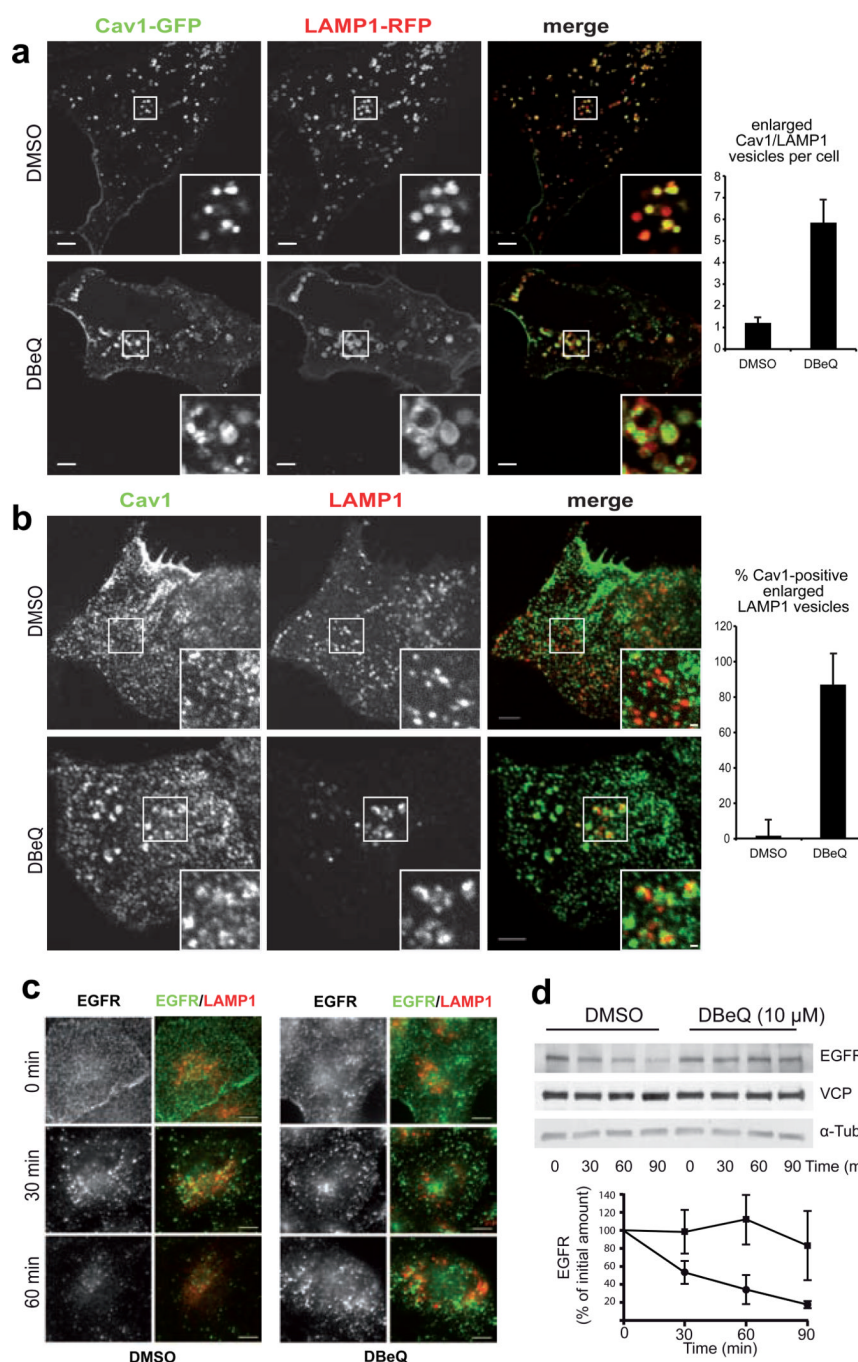 Cav1-GFP LAMP1-RFP merge
a
DMSO
DBeQ
enlarged
Cav1/LAMP1
vesicles per cell
8
7
6
5
4
3
2
1
0
DMSO DBeQ
Cav1 LAMP1 merge
b
DMSO
DBeQ
% Cav1-positive
enlarged
LAMP1 vesicles
120
100
80
60
40
20
0
DMSO DBeQ
c
EGFR EGFR/LAMP1 EGFR EGFR/LAMP1
0 min
30 min
60 min
DMSO DBeQ
d
DMSO DBeQ (10 µM)
EGFR
VCP
α-Tub
0 30 60 90 0 30 60 90 Time (m
EGFR
(% of initial amount)
140
120
100
80
60
40
20
0 30 60 90
Time (min)